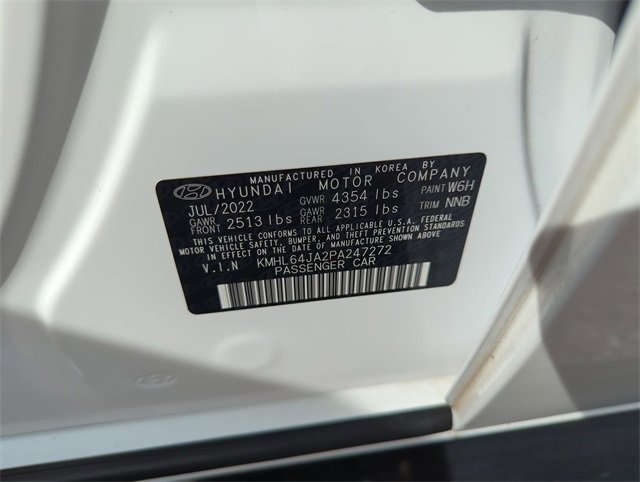 MANUFACTURED IN KOREA BY
HYUNDAI MOTOR COMPANY
JUL/2022 GVWR 4354 lbs PAINT W6H
GAWR FRONT 2513 lbs GAWR REAR 2315 lbs TRIM NNB
THIS VEHICLE CONFORMS TO ALL APPLICABLE U.S.A. FEDERAL
MOTOR VEHICLE SAFETY, BUMPER, AND THEFT PREVENTION
STANDARDS IN EFFECT ON THE DATE OF MANUFACTURE SHOWN ABOVE.
V.I.N KMHL64JA2PA247272
PASSENGER CAR